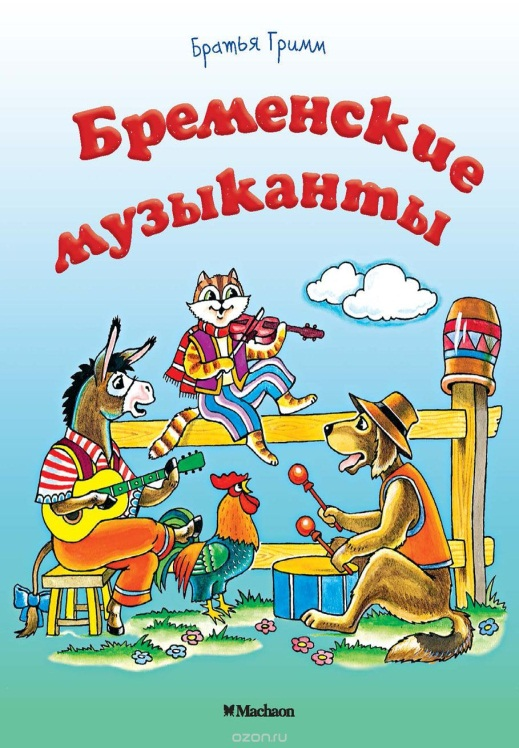 Братья Гримм
Бременские
музыканты
Machaon
ozon.ru